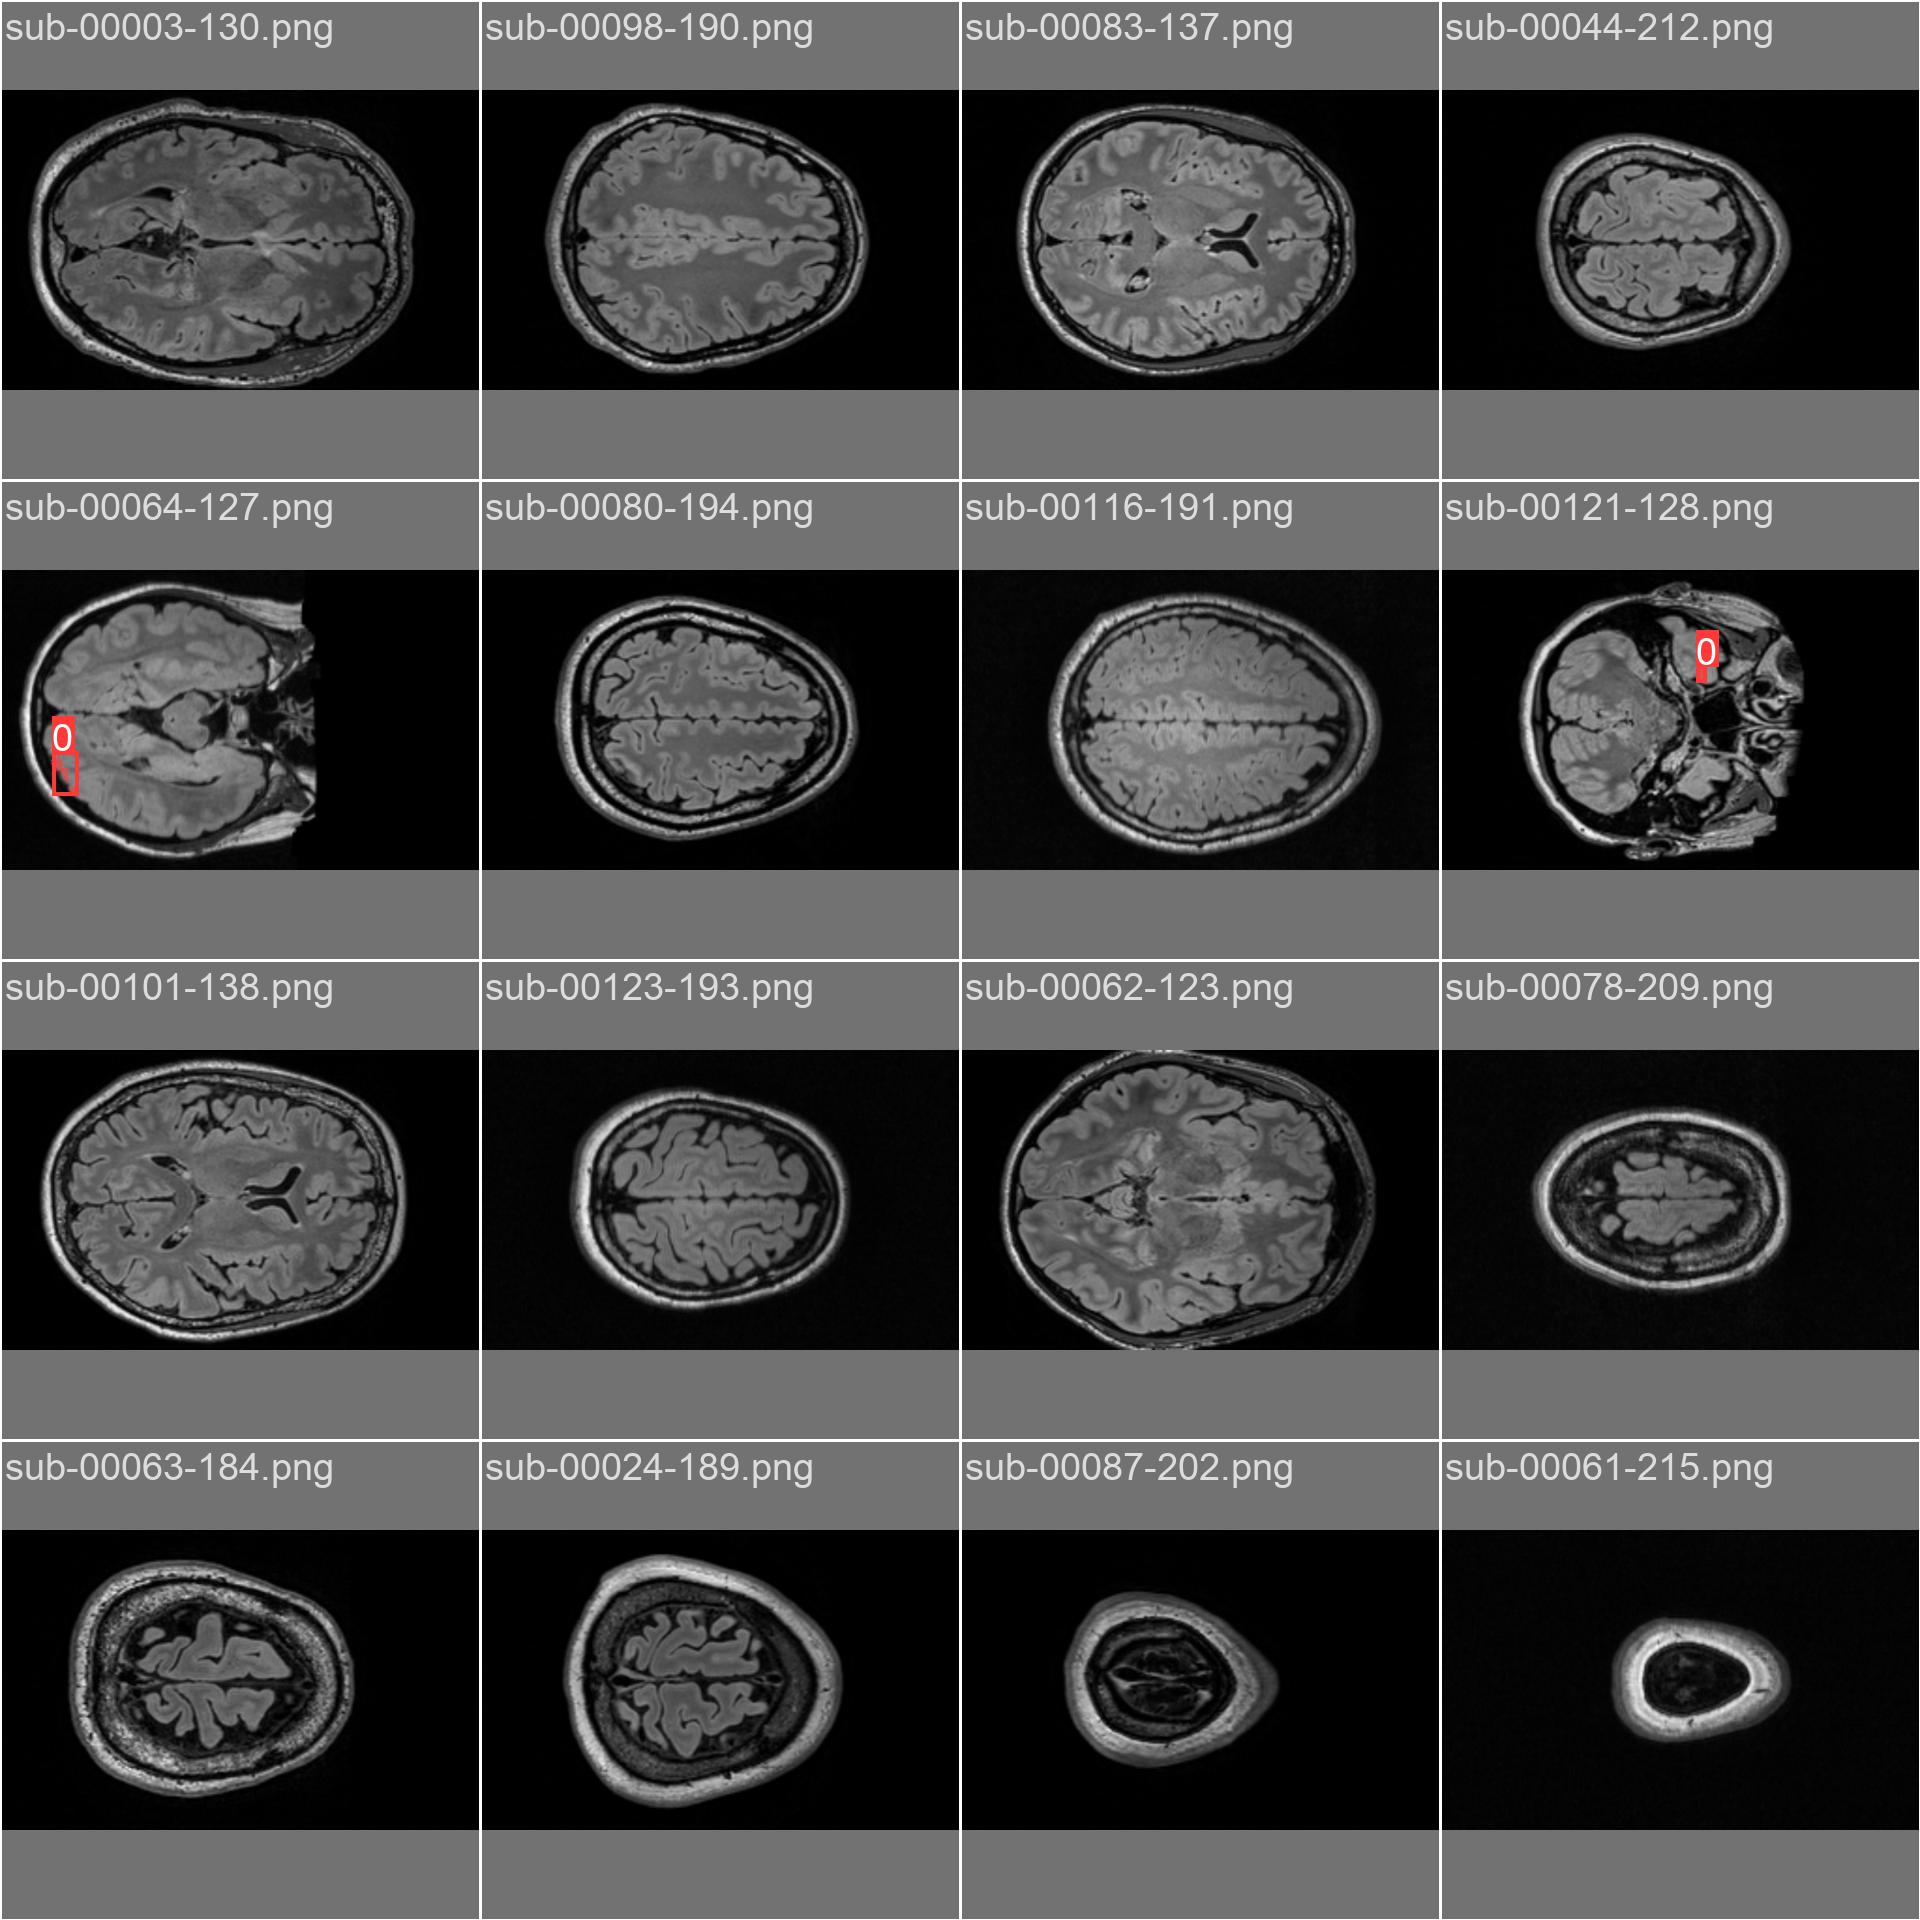 sub-00003-130.png
sub-00098-190.png
sub-00083-137.png
sub-00044-212.png
sub-00064-127.png
sub-00080-194.png
sub-00116-191.png
sub-00121-128.png
0
0
sub-00101-138.png
sub-00123-193.png
sub-00062-123.png
sub-00078-209.png
sub-00063-184.png
sub-00024-189.png
sub-00087-202.png
sub-00061-215.png